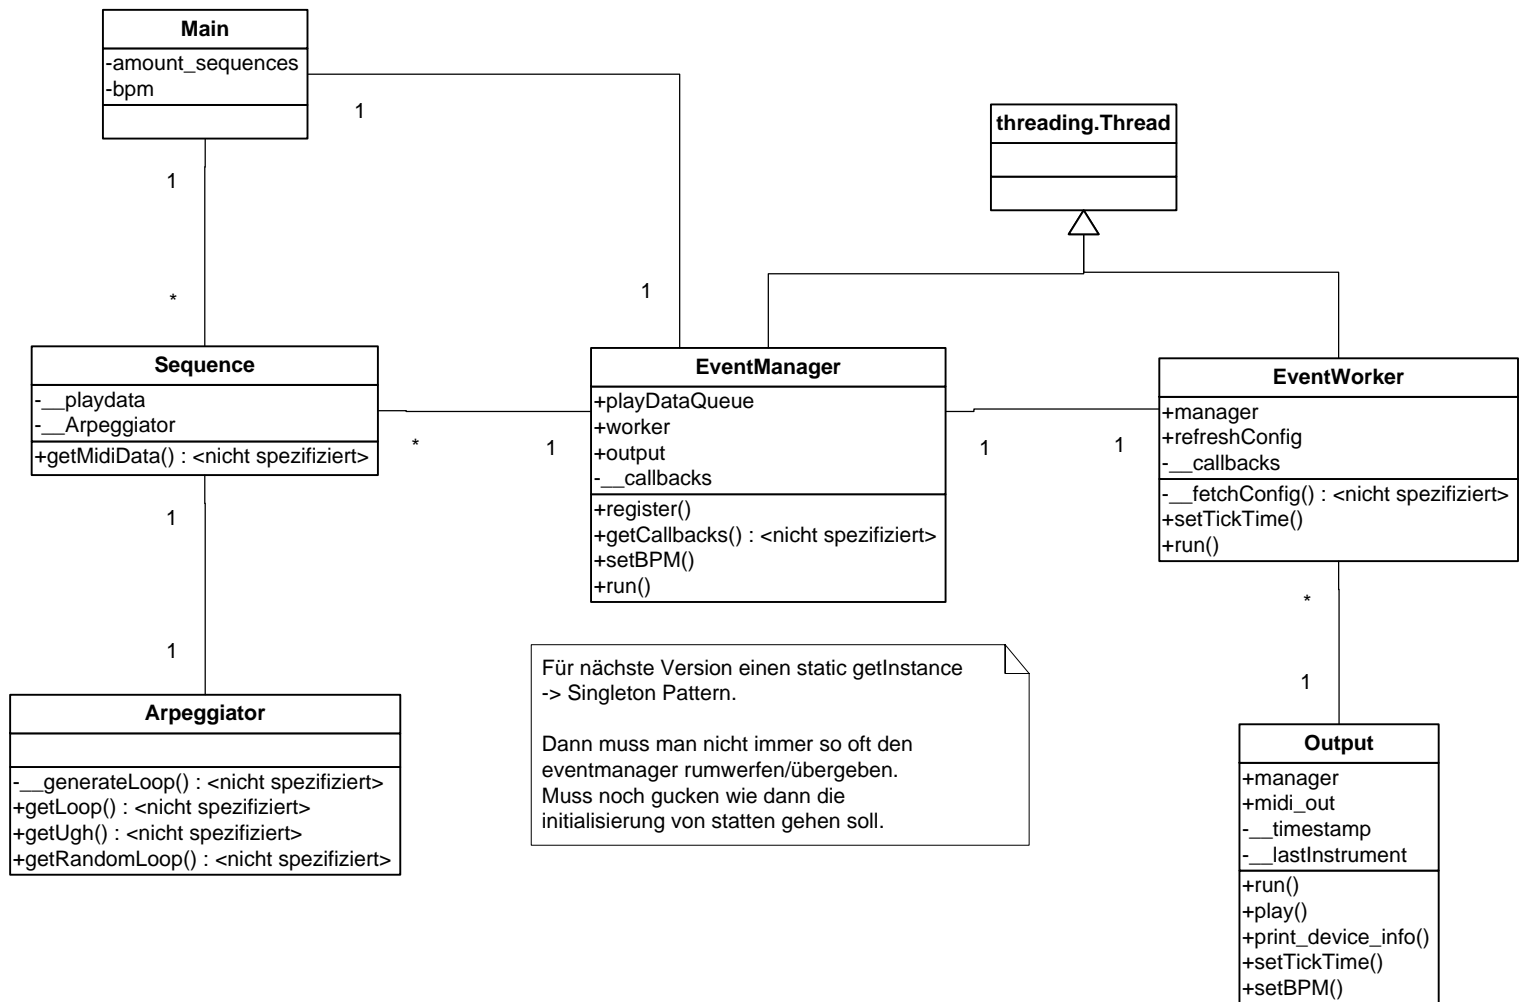 Main
-amount_sequences
-bpm
1
1
*
1
threading.Thread
Sequence
-__playdata
-__Arpeggiator
+getMidiData() : <nicht spezifiziert>
*
1
EventManager
+playDataQueue
+worker
+output
-__callbacks
+register()
+getCallbacks() : <nicht spezifiziert>
+setBPM()
+run()
1
1
EventWorker
+manager
+refreshConfig
-__callbacks
-__fetchConfig() : <nicht spezifiziert>
+setTickTime()
+run()
1
1
*
1
Arpeggiator
-__generateLoop() : <nicht spezifiziert>
+getLoop() : <nicht spezifiziert>
+getUgh() : <nicht spezifiziert>
+getRandomLoop() : <nicht spezifiziert>
Für nächste Version einen static getInstance
-> Singleton Pattern.
Dann muss man nicht immer so oft den
eventmanager rumwerfen/übergeben.
Muss noch gucken wie dann die
initialisierung von statten gehen soll.
Output
+manager
+midi_out
-__timestamp
-__lastInstrument
+run()
+play()
+print_device_info()
+setTickTime()
+setBPM()